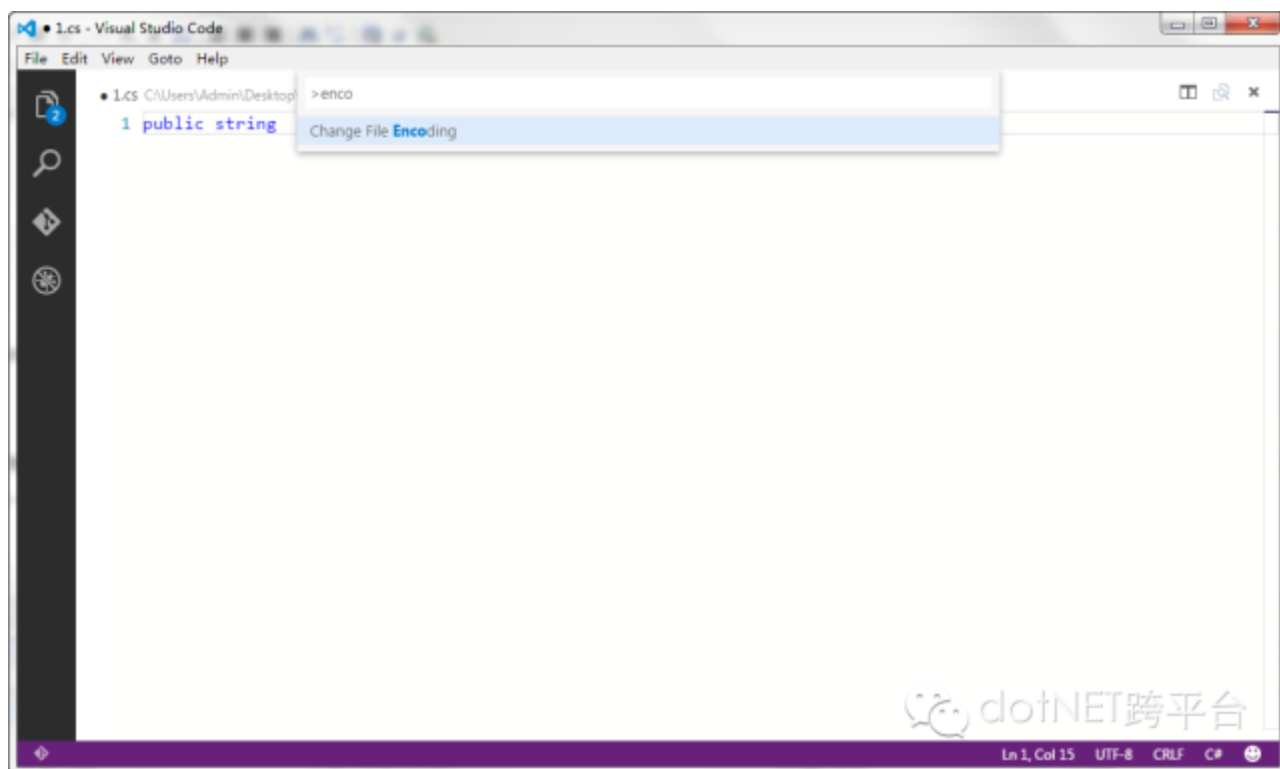 1.cs - Visual Studio Code
File Edit View Goto Help
1.cs C:\Users\Admin\Desktop\
>enco
2
1 public string
Change File Encoding
dotNET跨平台
Ln 1, Col 15 UTF-8 CRLF C#